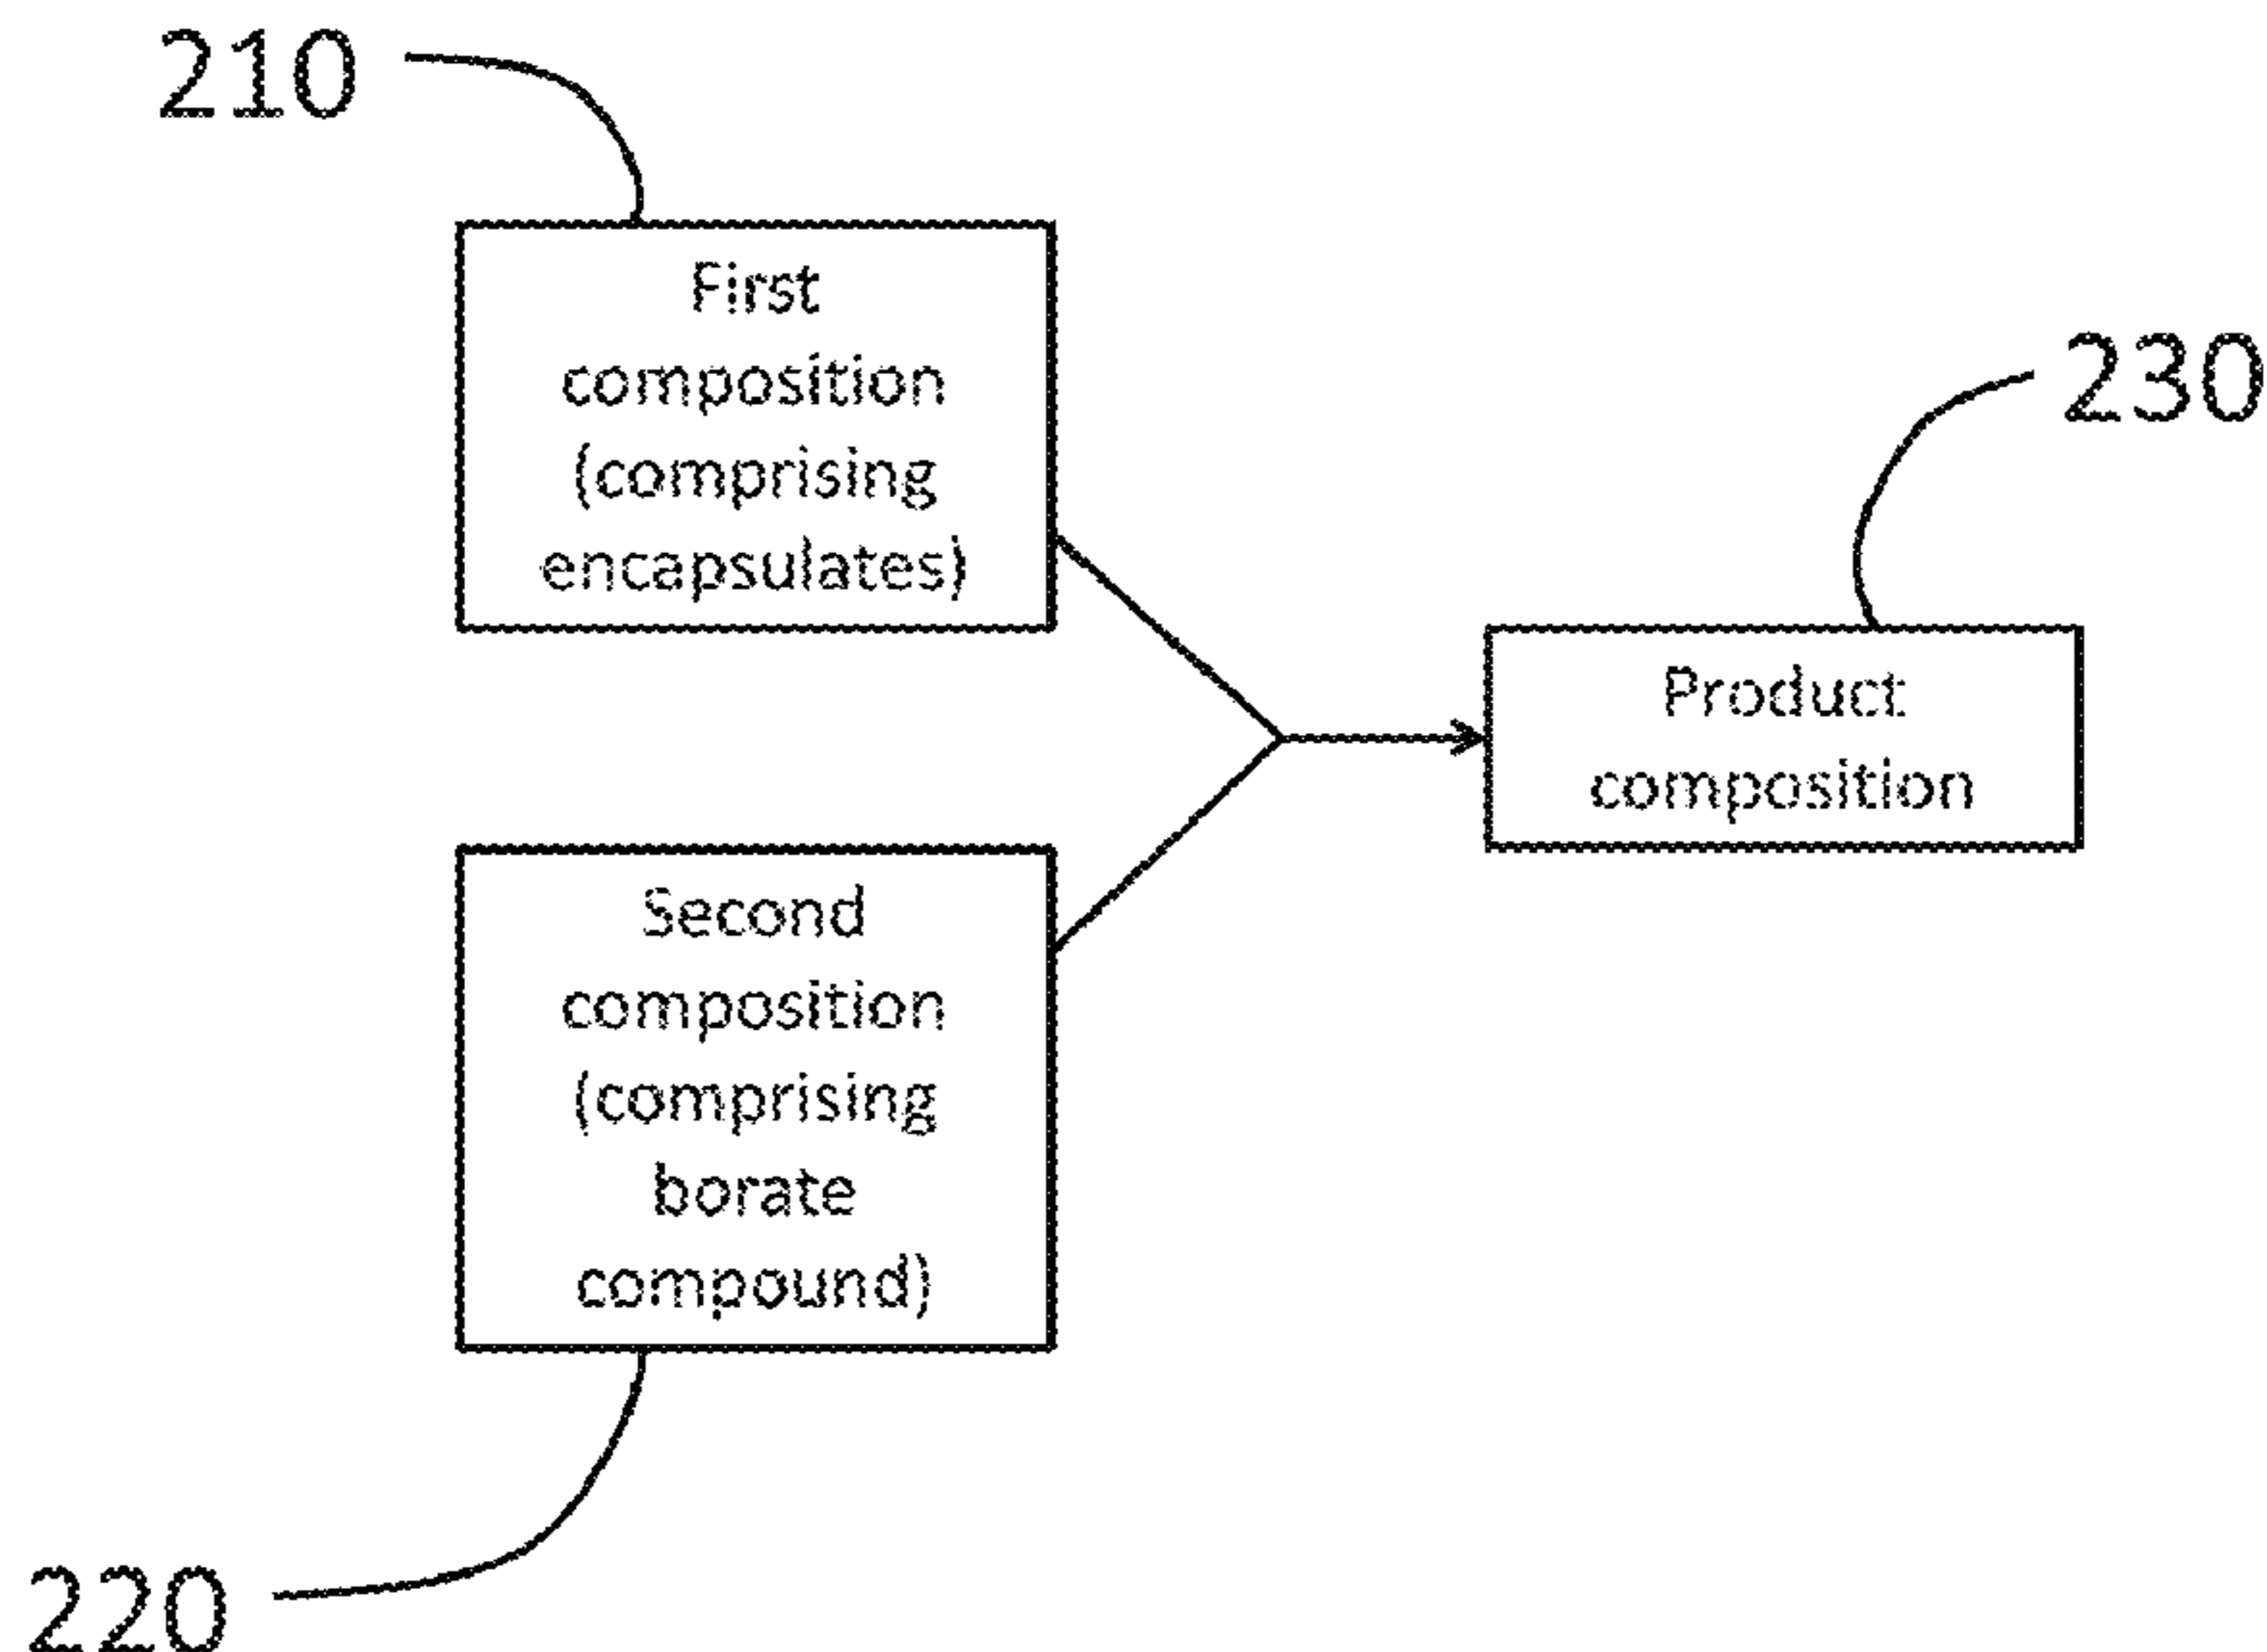 210
First
composition
(comprising
encapsulates)
230
Product
composition
Second
composition
(comprising
borate
compound)
220